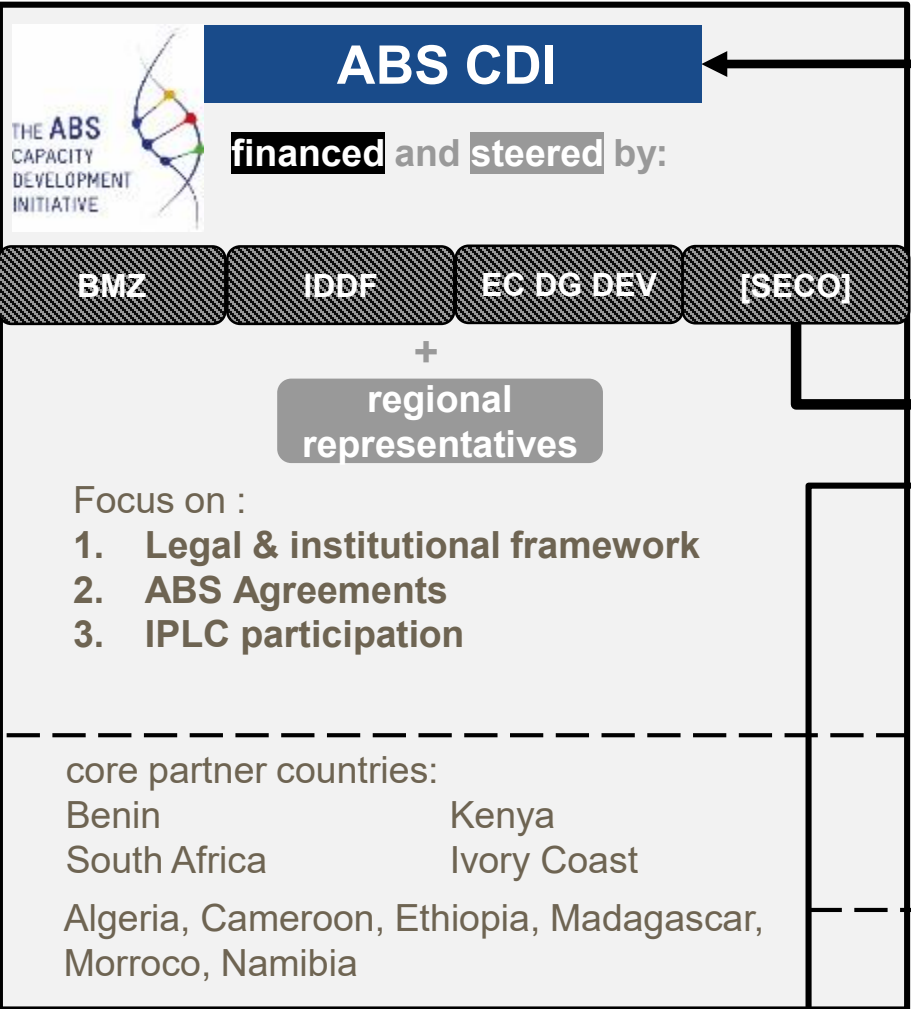 ABS CDI
THE ABS
CAPACITY
DEVELOPMENT
INITIATIVE
financed and steered by:
BMZ IDDF EC DG DEV [SECO]
+
regional
representatives
Focus on :
1. Legal & institutional framework
2. ABS Agreements
3. IPLC participation
core partner countries:
Benin Kenya
South Africa Ivory Coast
Algeria, Cameroon, Ethiopia, Madagascar,
Morroco, Namibia